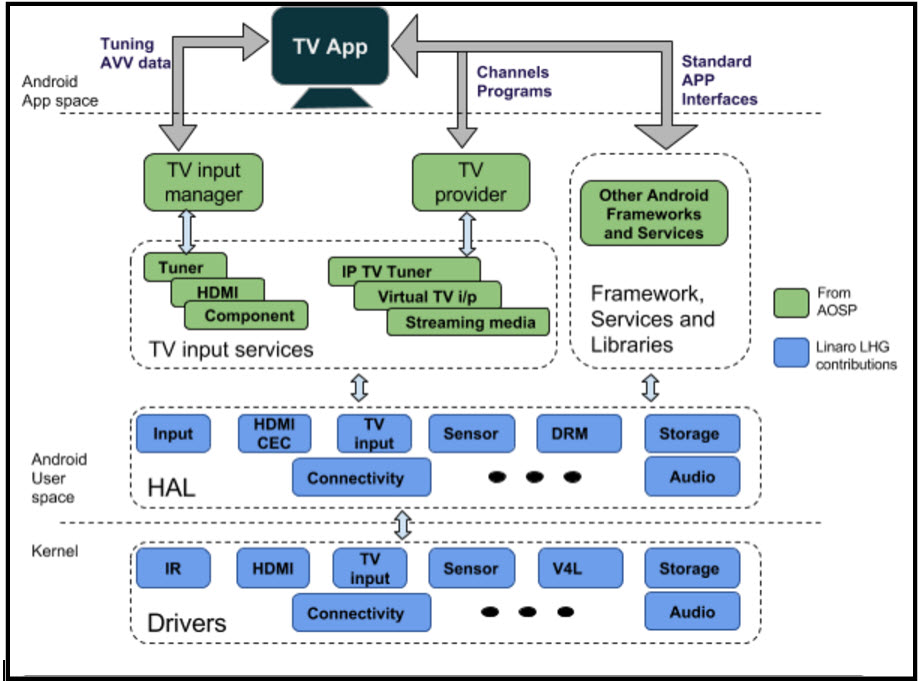 TV App
Tuning
AVV data
Channels
Programs
Standard
APP
Interfaces
Android
App space
TV input
manager
TV
provider
Other Android
Frameworks
and Services
Tuner
HDMI
Component
IP TV Tuner
Virtual TV i/p
Streaming media
TV input services
Framework,
Services and
Libraries
From
AOSP
Linaro LHG
contributions
Input
HDMI
CEC
TV
input
Sensor
DRM
Storage
Connectivity
Audio
HAL
Android
User
space
Kernel
IR
HDMI
TV
input
Sensor
V4L
Storage
Connectivity
Audio
Drivers